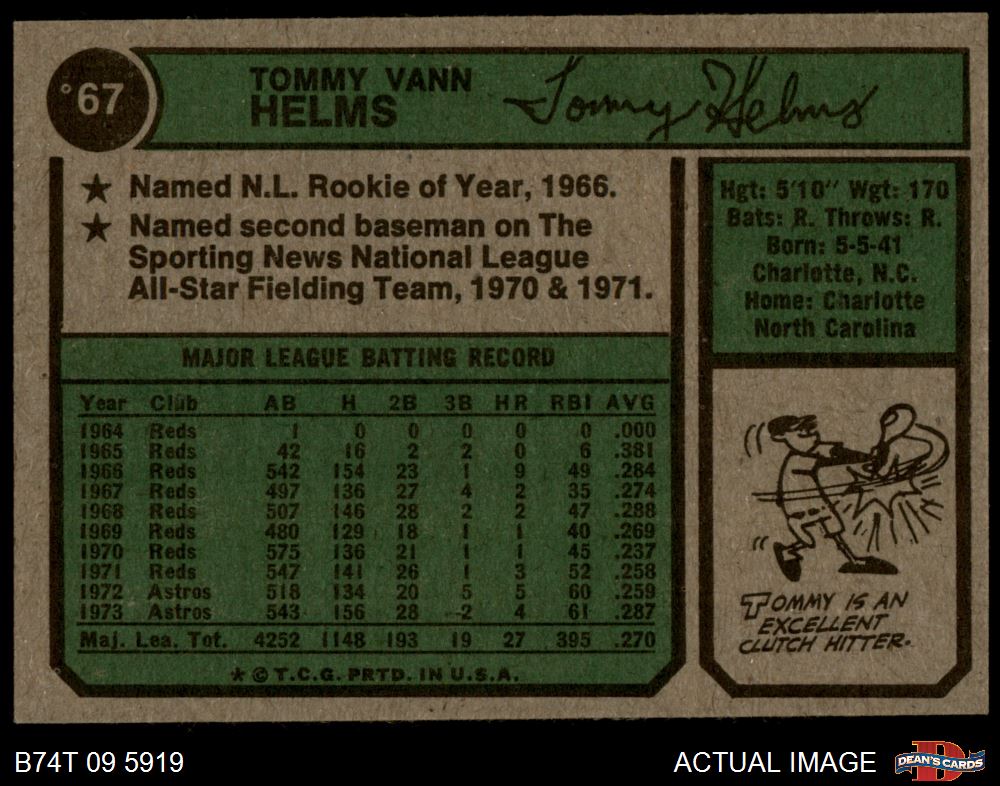 67
TOMMY VANN
HELMS
Tommy Helms
★ Named N.L. Rookie of Year, 1966.
★ Named second baseman on The
Sporting News National League
All-Star Fielding Team, 1970 & 1971.
Hgt: 5'10" Wgt: 170
Bats: R. Throws: R.
Born: 5-5-41
Charlotte, N.C.
Home: Charlotte
North Carolina
MAJOR LEAGUE BATTING RECORD
Year Club AB H 2B 3B HR RBI AVG
1964 Reds 1 0 0 0 0 0 .000
1965 Reds 42 16 2 2 0 6 .381
1966 Reds 542 154 23 1 9 49 .284
1967 Reds 497 136 27 4 2 35 .274
1968 Reds 507 146 28 2 2 47 .288
1969 Reds 480 129 18 1 1 40 .269
1970 Reds 575 136 21 1 1 45 .237
1971 Reds 547 141 26 1 3 52 .258
1972 Astros 518 134 20 5 5 60 .259
1973 Astros 543 156 28 2 4 61 .287
Maj. Lea. Tot. 4252 1148 193 19 27 395 .270
* © T.C.G. PRTD. IN U.S.A.
TOMMY IS AN
EXCELLENT
CLUTCH HITTER.
B74T 09 5919
ACTUAL IMAGE
DEAN'S CARDS